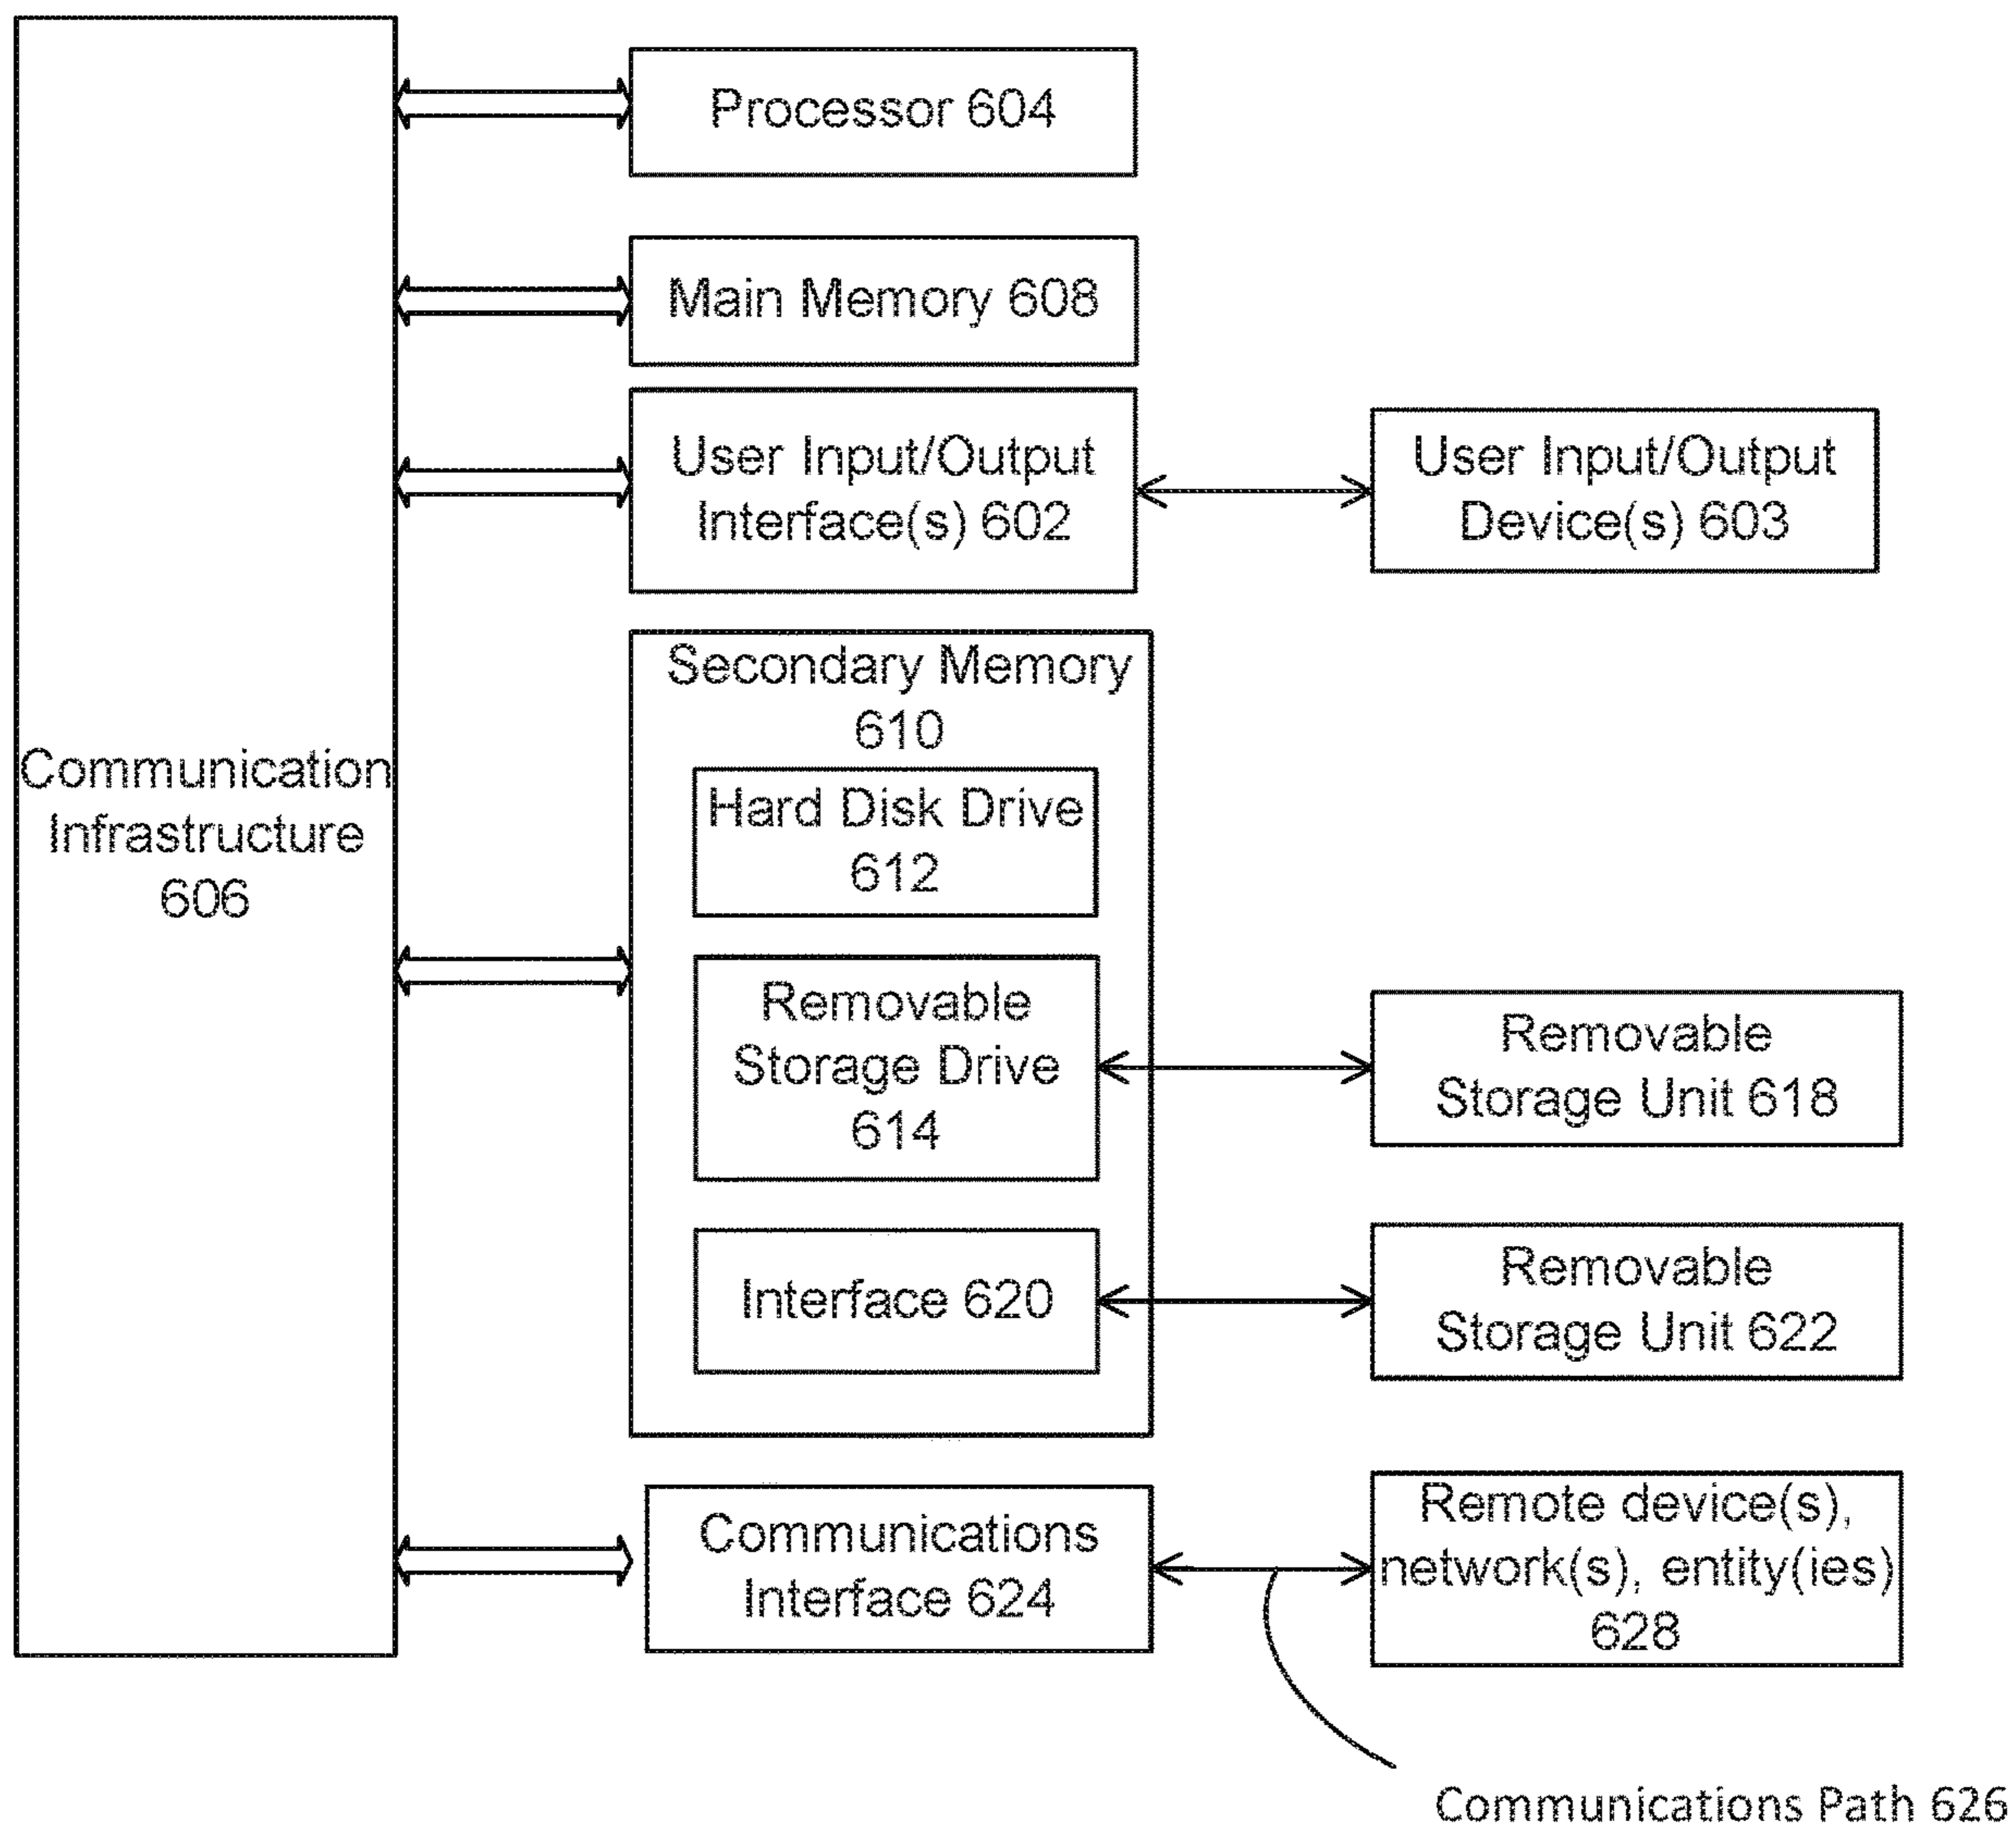 Processor 604
Main Memory 608
User Input/Output
Interface(s) 602
User Input/Output
Device(s) 603
Communication
Infrastructure
606
Secondary Memory
610
Hard Disk Drive
612
Removable
Storage Drive
614
Removable
Storage Unit 618
Interface 620
Removable
Storage Unit 622
Communications
Interface 624
Remote device(s),
network(s), entity(ies)
628
Communications Path 626